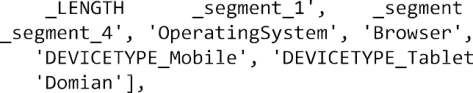 _LENGTH _segment_1', _segment
_segment_4', 'OperatingSystem', 'Browser',
'DEVICETYPE_Mobile', 'DEVICETYPE_Tablet
'Domian'],